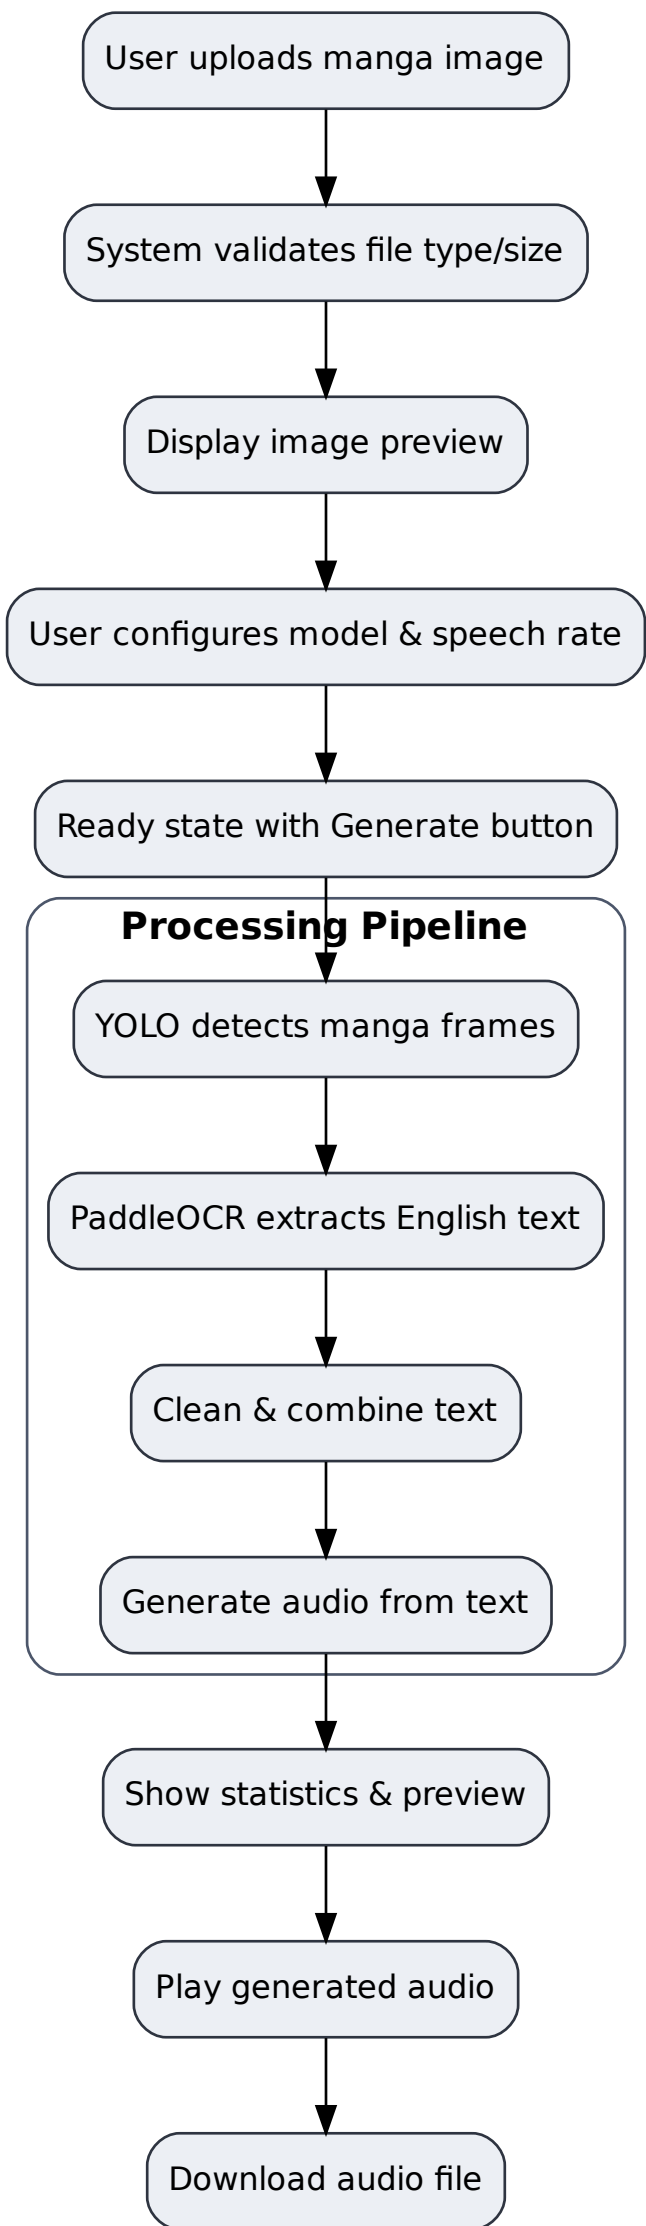 User uploads manga image
System validates file type/size
Display image preview
User configures model & speech rate
Ready state with Generate button
Processing Pipeline
YOLO detects manga frames
PaddleOCR extracts English text
Clean & combine text
Generate audio from text
Show statistics & preview
Play generated audio
Download audio file